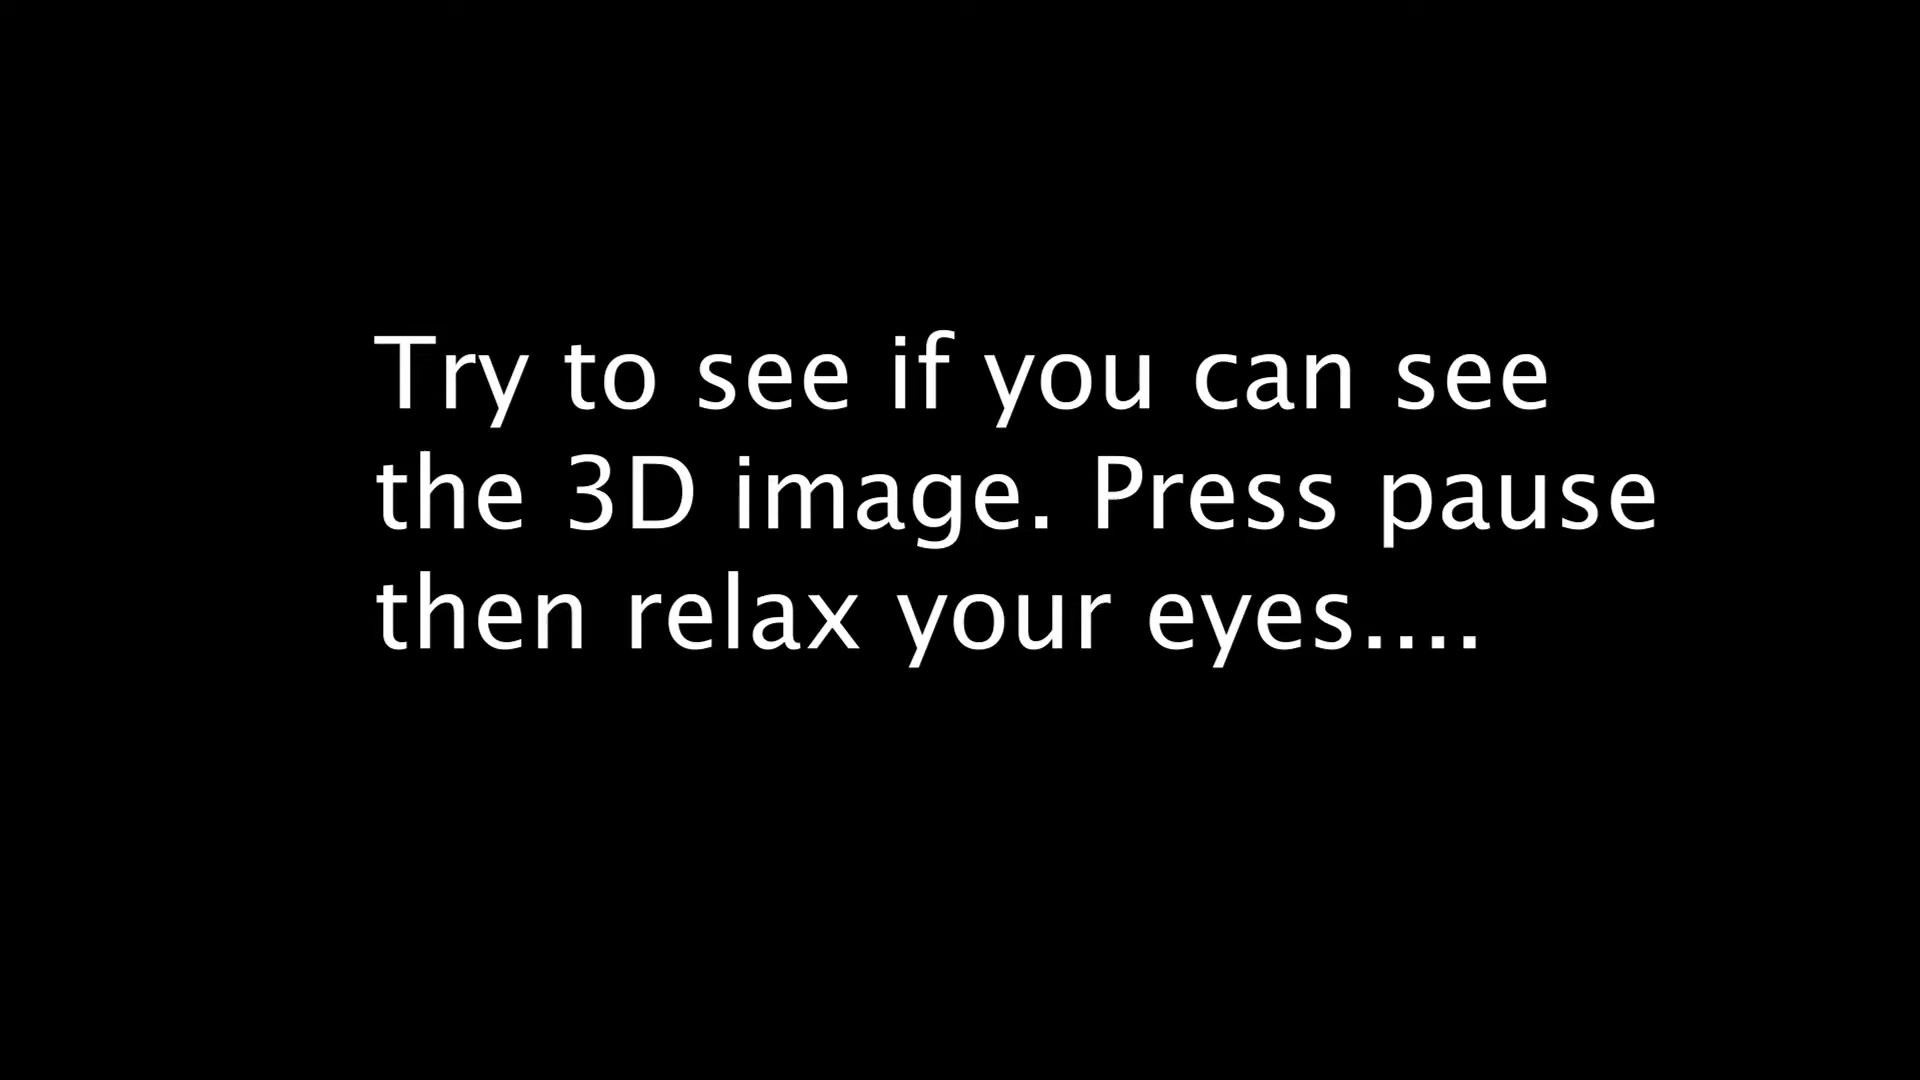 Try to see if you can see
the 3D image. Press pause
then relax your eyes....